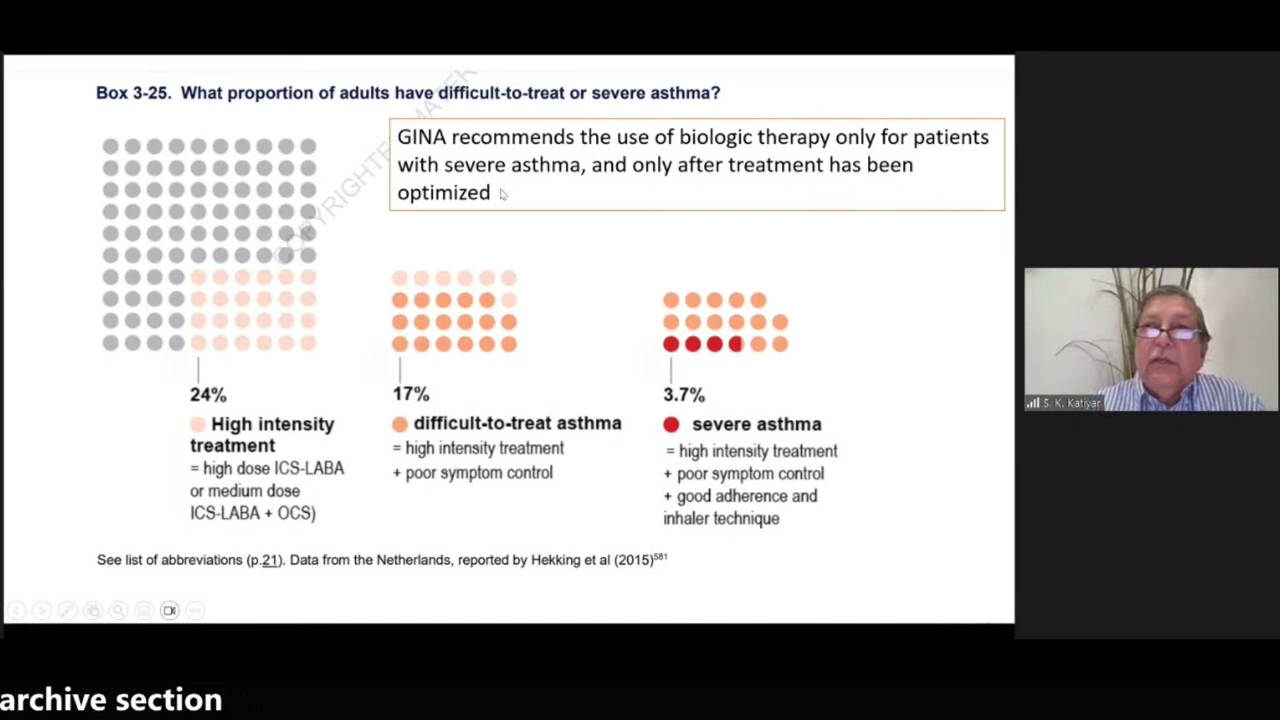 Box 3-25. What proportion of adults have difficult-to-treat or severe asthma?
GINA recommends the use of biologic therapy only for patients
with severe asthma, and only after treatment has been
optimized
24%
High intensity
treatment
= high dose ICS-LABA
or medium dose
ICS-LABA + OCS)
17%
difficult-to-treat asthma
= high intensity treatment
+ poor symptom control
3.7%
severe asthma
= high intensity treatment
+ poor symptom control
+ good adherence and
inhaler technique
See list of abbreviations (p.21). Data from the Netherlands, reported by Hekking et al (2015)581
S. K. Katiyar
archive section